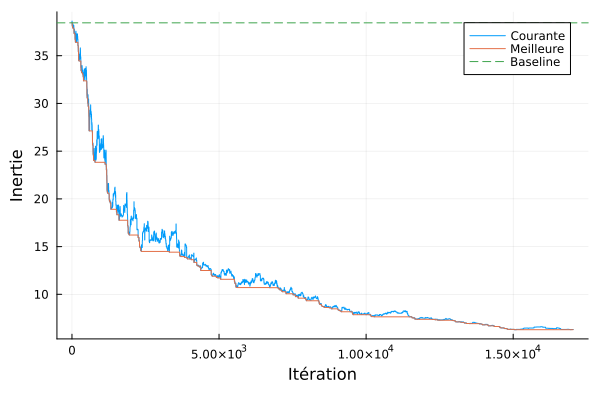 Courante
Meilleure
Baseline
35
30
25
20
15
10
Inertie
0
5.00×10³
1.00×10⁴
1.50×10⁴
Itération